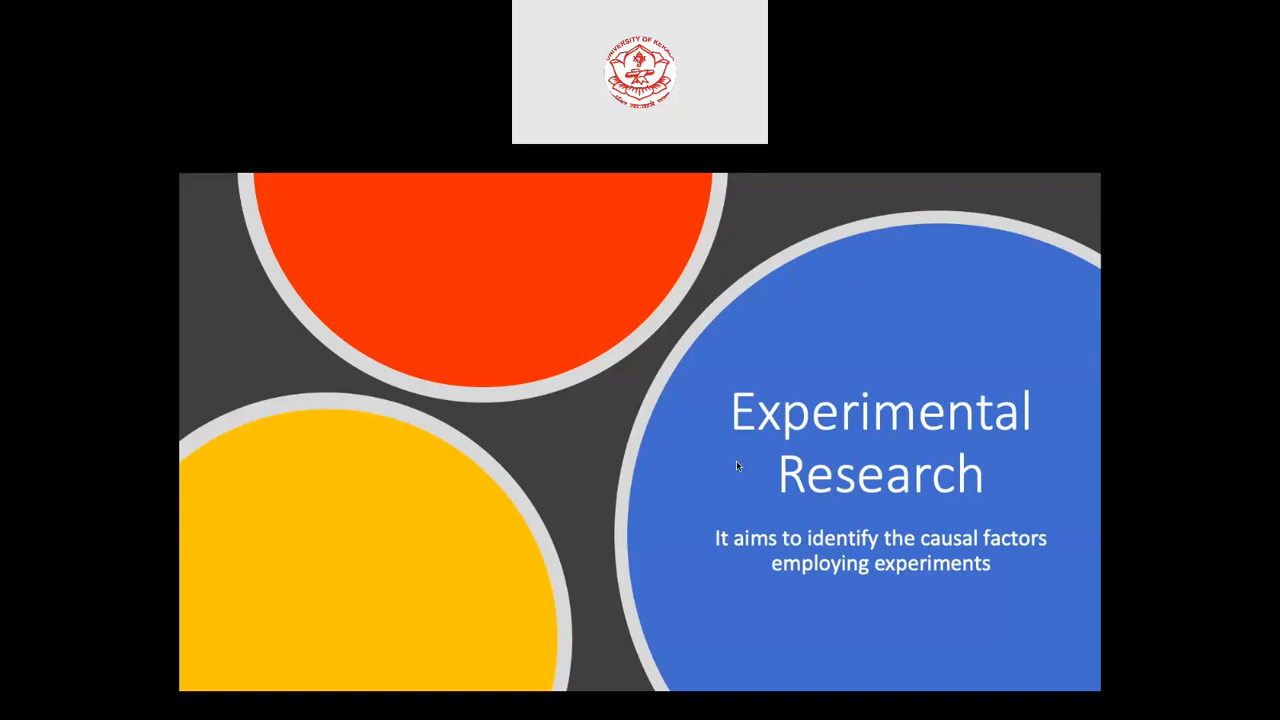 Experimental
Research
It aims to identify the causal factors
employing experiments